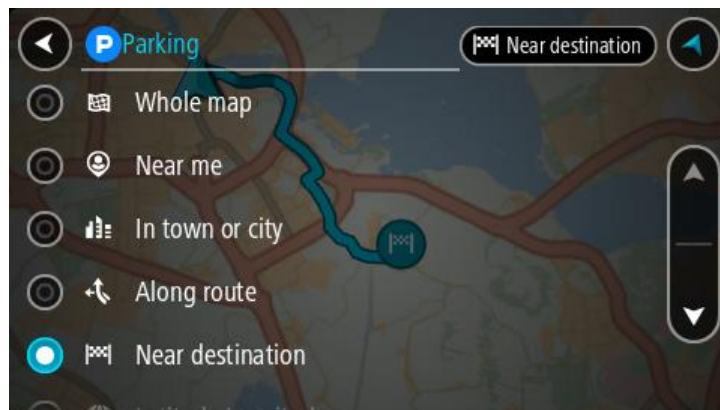 P Parking
Near destination
Whole map
Near me
In town or city
Along route
Near destination